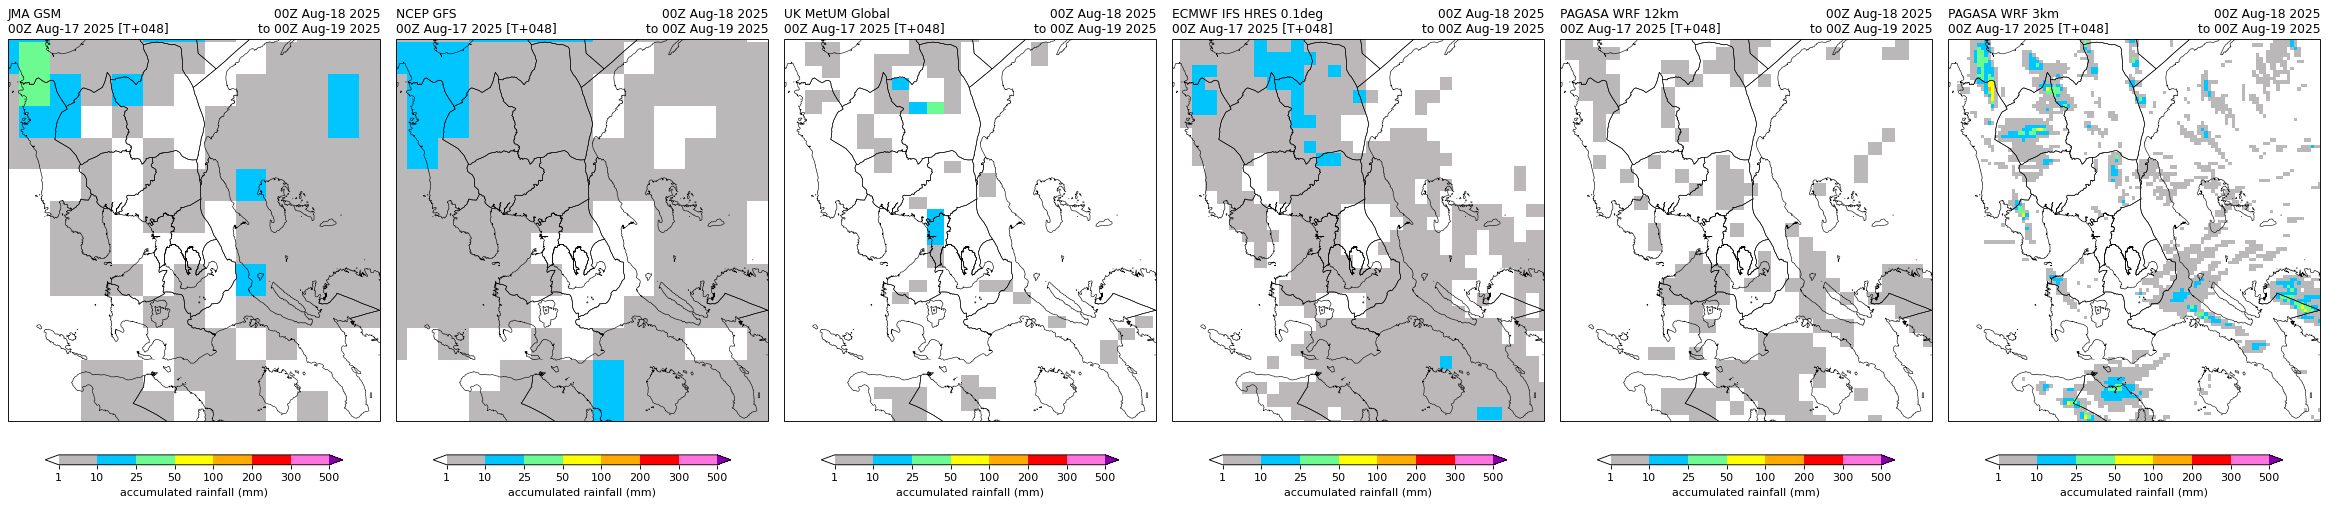 JMA GSM 00Z Aug-18 2025
00Z Aug-17 2025 [T+048] to 00Z Aug-19 2025
1 10 25 50 100 200 300 500
accumulated rainfall (mm)
NCEP GFS 00Z Aug-18 2025
00Z Aug-17 2025 [T+048] to 00Z Aug-19 2025
1 10 25 50 100 200 300 500
accumulated rainfall (mm)
UK MetUM Global 00Z Aug-18 2025
00Z Aug-17 2025 [T+048] to 00Z Aug-19 2025
1 10 25 50 100 200 300 500
accumulated rainfall (mm)
ECMWF IFS HRES 0.1deg 00Z Aug-18 2025
00Z Aug-17 2025 [T+048] to 00Z Aug-19 2025
1 10 25 50 100 200 300 500
accumulated rainfall (mm)
PAGASA WRF 12km 00Z Aug-18 2025
00Z Aug-17 2025 [T+048] to 00Z Aug-19 2025
1 10 25 50 100 200 300 500
accumulated rainfall (mm)
PAGASA WRF 3km 00Z Aug-18 2025
00Z Aug-17 2025 [T+048] to 00Z Aug-19 2025
1 10 25 50 100 200 300 500
accumulated rainfall (mm)